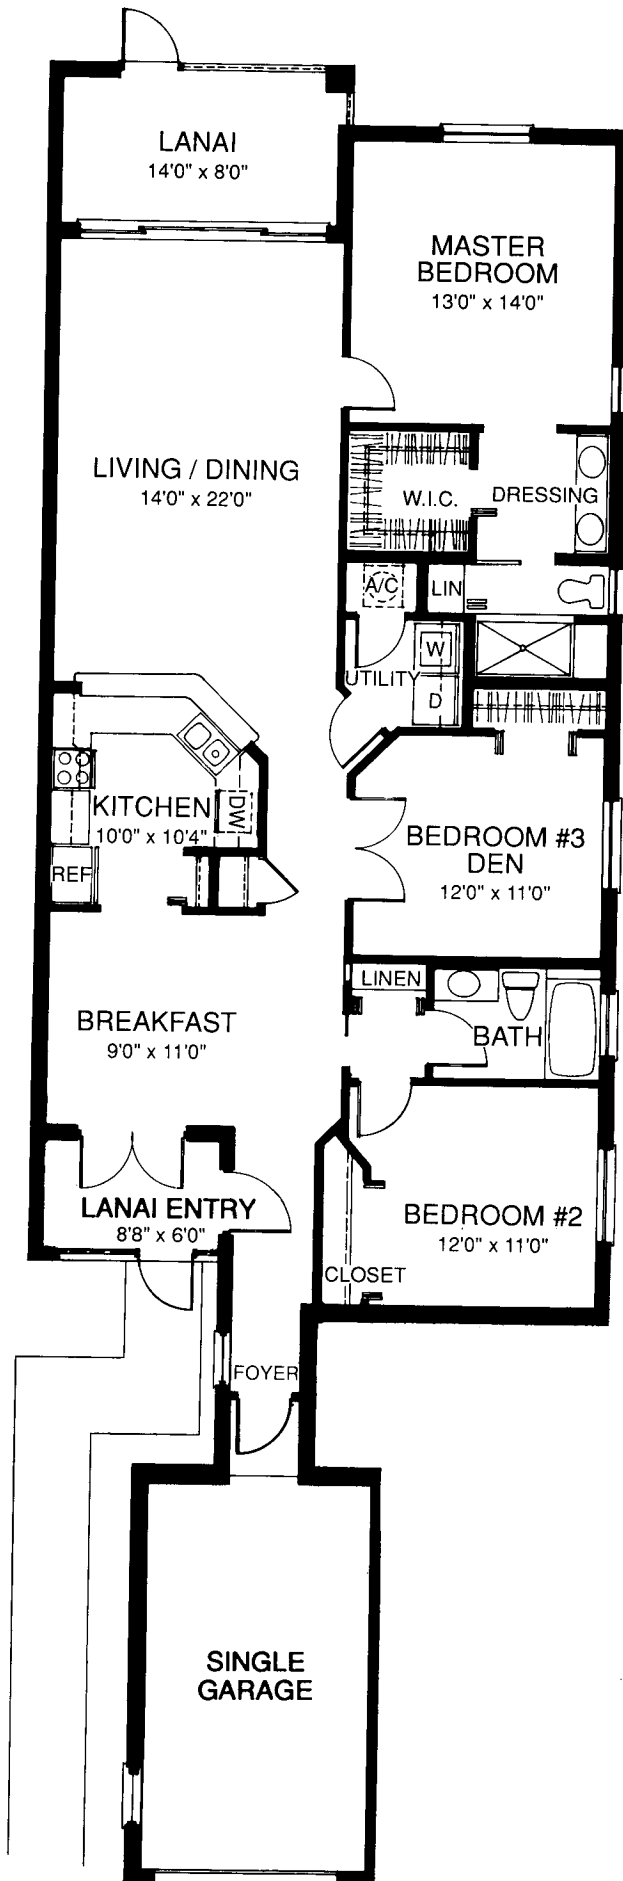 LANAI
14'0" x 8'0"
MASTER
BEDROOM
13'0" x 14'0"
LIVING / DINING
14'0" x 22'0"
W.I.C.
DRESSING
A/C
LIN
W
UTILITY
D
KITCHEN
10'0" x 10'4"
DW
REF
BEDROOM #3
DEN
12'0" x 11'0"
LINEN
BREAKFAST
9'0" x 11'0"
BATH
LANAI ENTRY
8'8" x 6'0"
BEDROOM #2
12'0" x 11'0"
CLOSET
FOYER
SINGLE
GARAGE